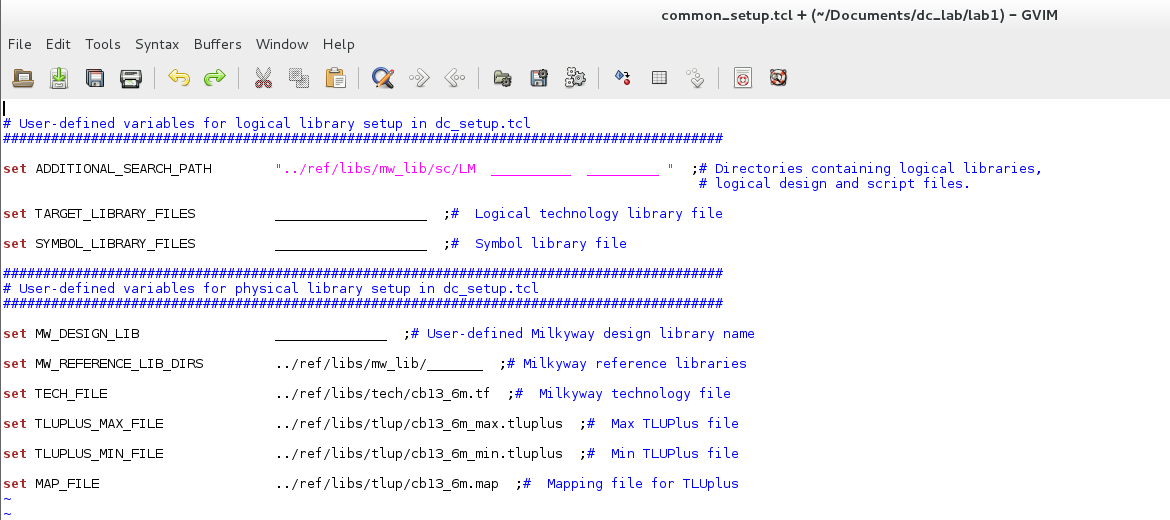 common_setup.tcl + (~/Documents/dc_lab/lab1) – GVIM
File Edit Tools Syntax Buffers Window Help
# User-defined variables for logical library setup in dc_setup.tcl
##########################################################################################
set ADDITIONAL_SEARCH_PATH "../ref/libs/mw_lib/sc/LM __________ _________ " ;# Directories containing logical libraries,
# logical design and script files.
set TARGET_LIBRARY_FILES ___________________ ;# Logical technology library file
set SYMBOL_LIBRARY_FILES ___________________ ;# Symbol library file
##########################################################################################
# User-defined variables for physical library setup in dc_setup.tcl
##########################################################################################
set MW_DESIGN_LIB ______________ ;# User-defined Milkyway design library name
set MW_REFERENCE_LIB_DIRS ../ref/libs/mw_lib/_______ ;# Milkyway reference libraries
set TECH_FILE ../ref/libs/tech/cb13_6m.tf ;# Milkyway technology file
set TLUPLUS_MAX_FILE ../ref/libs/tlup/cb13_6m_max.tluplus ;# Max TLUPlus file
set TLUPLUS_MIN_FILE ../ref/libs/tlup/cb13_6m_min.tluplus ;# Min TLUPlus file
set MAP_FILE ../ref/libs/tlup/cb13_6m.map ;# Mapping file for TLUplus
~
~